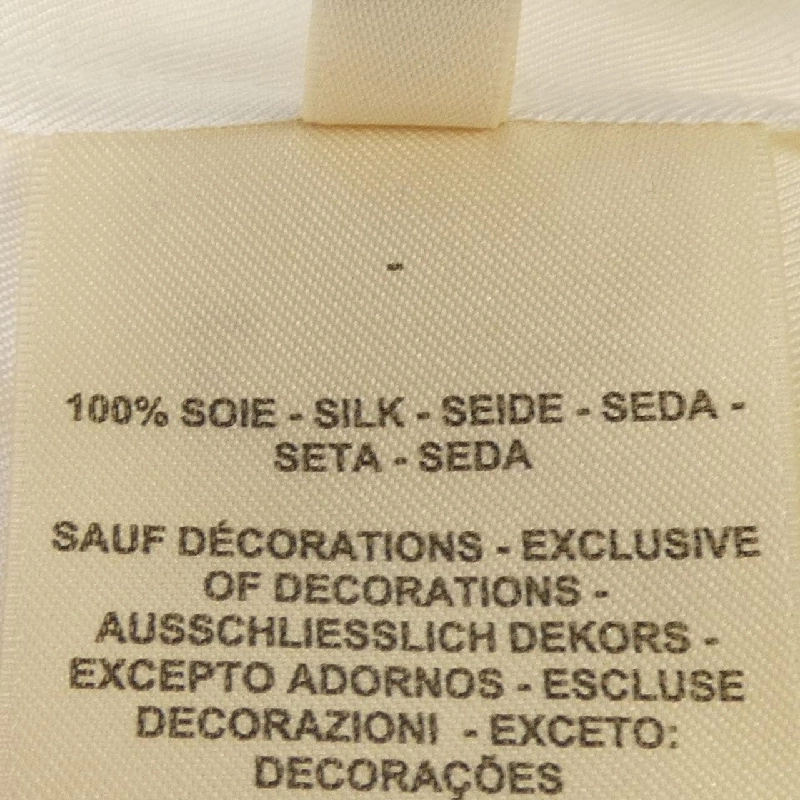 -
100% SOIE - SILK - SEIDE - SEDA -
SETA - SEDA
SAUF DÉCORATIONS - EXCLUSIVE
OF DECORATIONS -
AUSSCHLIESSLICH DEKORS -
EXCEPTO ADORNOS - ESCLUSE
DECORAZIONI - EXCETO:
DECORAÇÕES